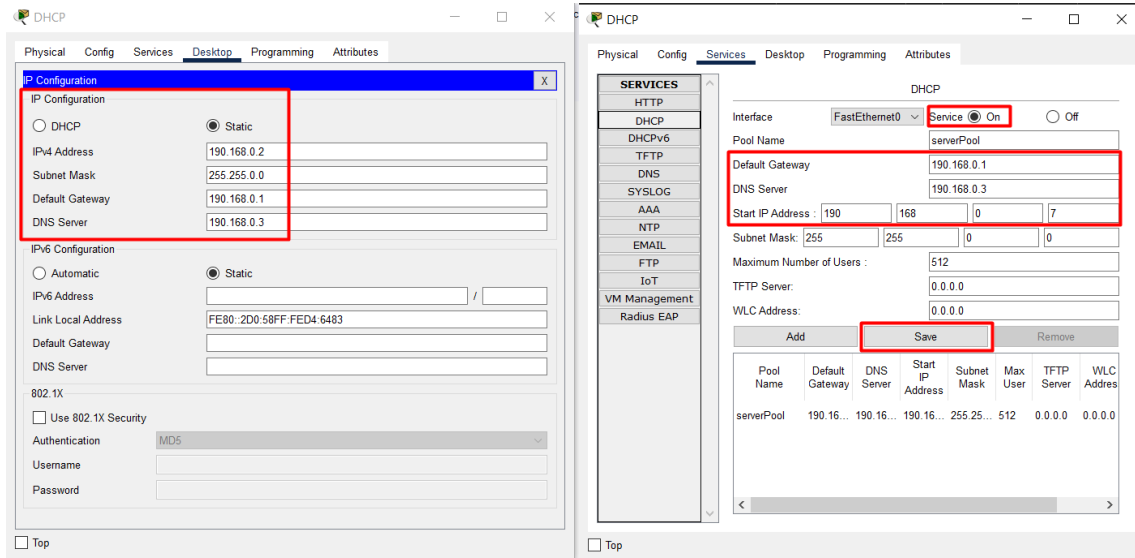 DHCP
Physical Config Services Desktop Programming Attributes
IP Configuration X
IP Configuration
DHCP Static
IPv4 Address 190.168.0.2
Subnet Mask 255.255.0.0
Default Gateway 190.168.0.1
DNS Server 190.168.0.3
IPv6 Configuration
Automatic Static
IPv6 Address /
Link Local Address FE80::2D0:58FF:FED4:6483
Default Gateway
DNS Server
802.1X
Use 802.1X Security
Authentication MD5
Username
Password
Top
DHCP
Physical Config Services Desktop Programming Attributes
SERVICES
HTTP
DHCP
DHCPv6
TFTP
DNS
SYSLOG
AAA
NTP
EMAIL
FTP
IoT
VM Management
Radius EAP
DHCP
Interface FastEthernet0 Service On Off
Pool Name serverPool
Default Gateway 190.168.0.1
DNS Server 190.168.0.3
Start IP Address : 190 168 0 7
Subnet Mask: 255 255 0 0
Maximum Number of Users : 512
TFTP Server: 0.0.0.0
WLC Address: 0.0.0.0
Add Save Remove
Pool Name Default Gateway DNS Server Start IP Address Subnet Mask Max User TFTP Server WLC Addres
serverPool 190.16... 190.16... 190.16... 255.25... 512 0.0.0.0 0.0.0.0
Top